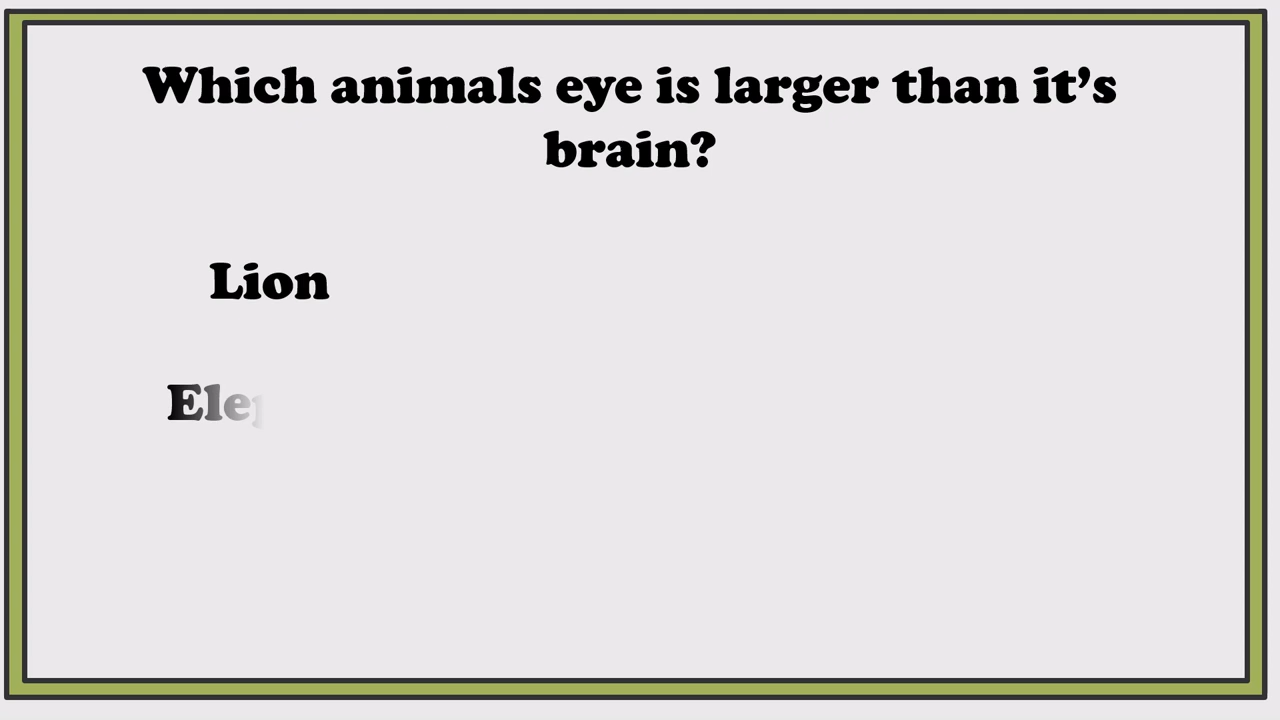 Which animals eye is larger than it’s
brain?
Lion